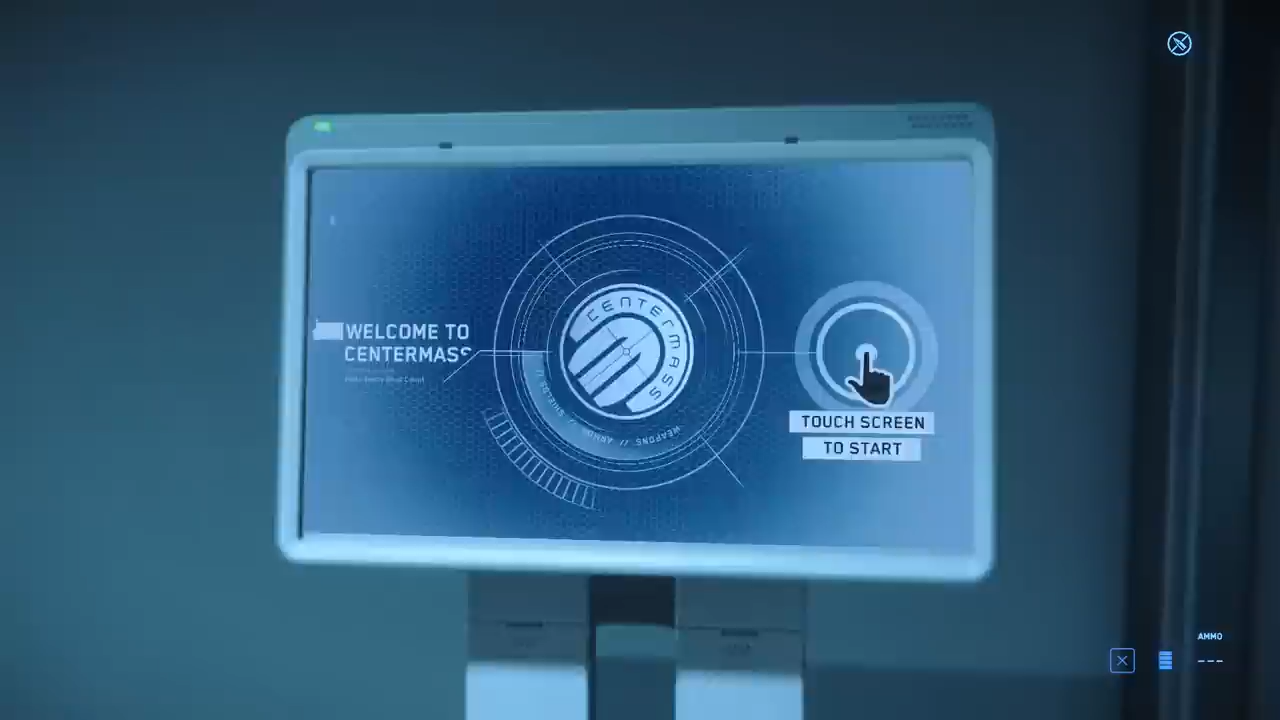 WELCOME TO
CENTERMASS
CENTERMASS
WEAPONS // ARMOR // SHIELDS //
TOUCH SCREEN
TO START
AMMO
---